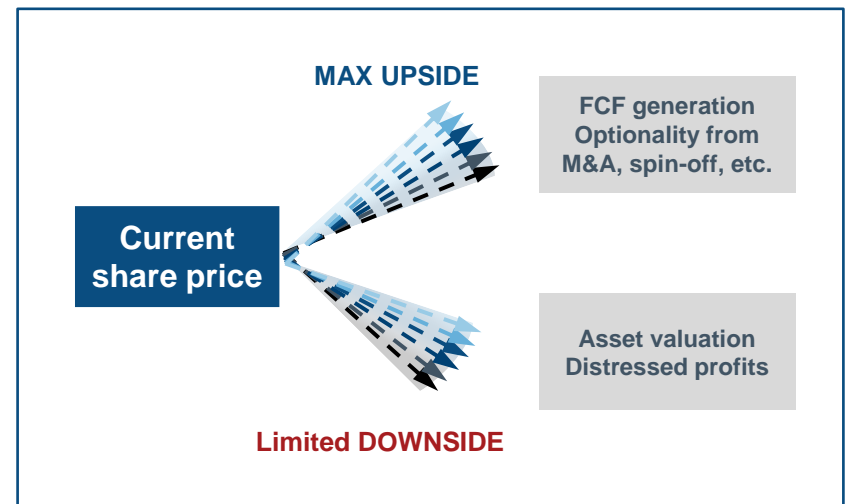 MAX UPSIDE
FCF generation
Optionality from
M&A, spin-off, etc.
Current
share price
Asset valuation
Distressed profits
Limited DOWNSIDE